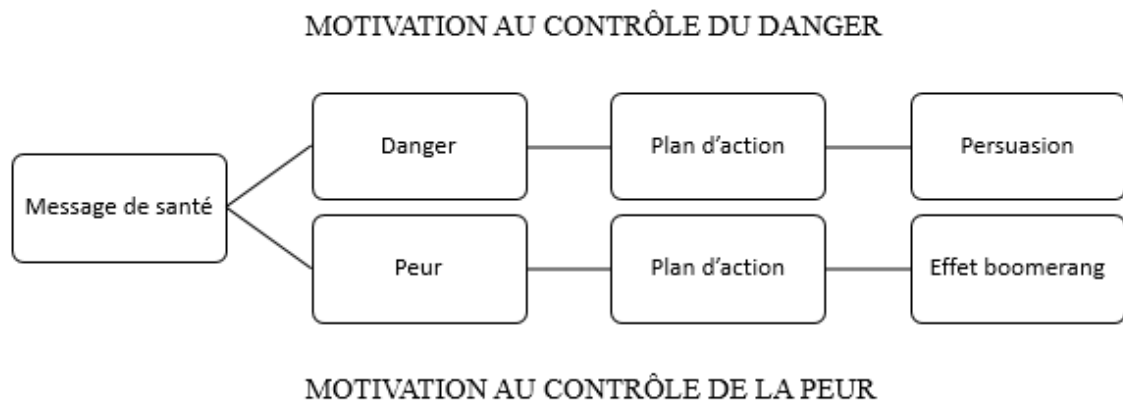 MOTIVATION AU CONTRÔLE DU DANGER
Message de santé
Danger
Plan d’action
Persuasion
Peur
Plan d’action
Effet boomerang
MOTIVATION AU CONTRÔLE DE LA PEUR